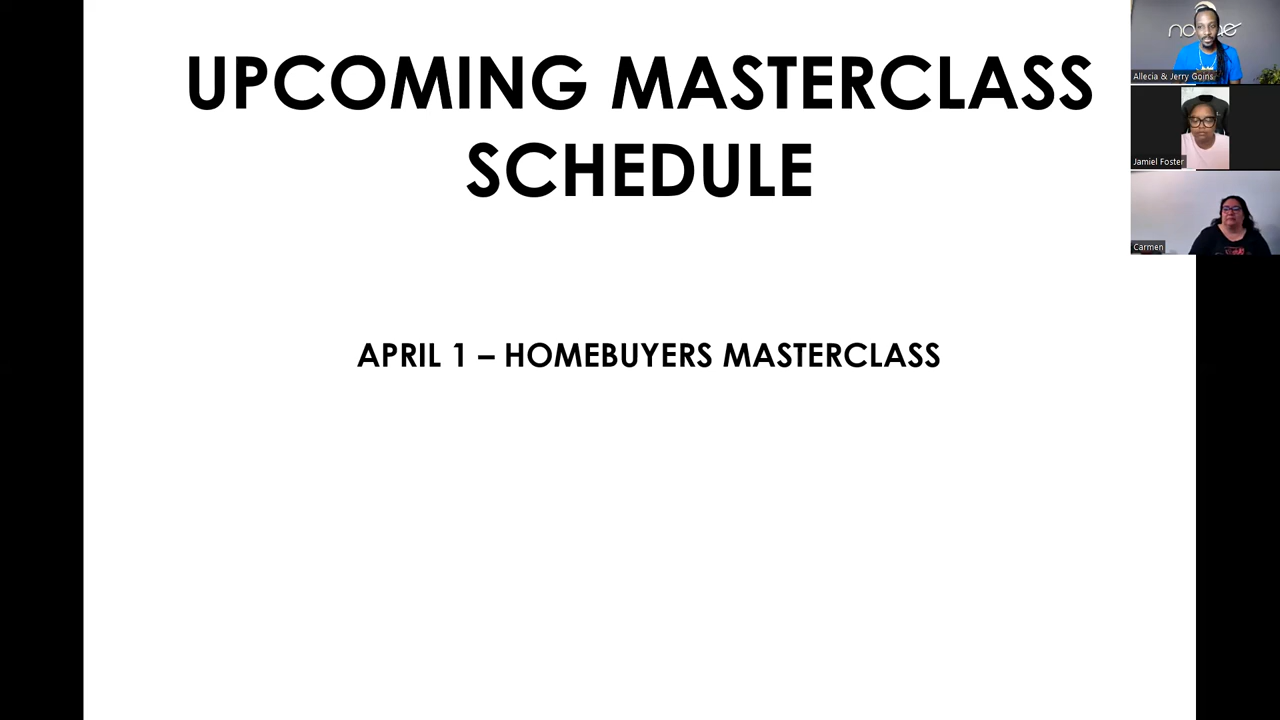 UPCOMING MASTERCLASS
SCHEDULE
APRIL 1 – HOMEBUYERS MASTERCLASS
Allecia & Jerry Goins
Jamiel Foster
Carmen